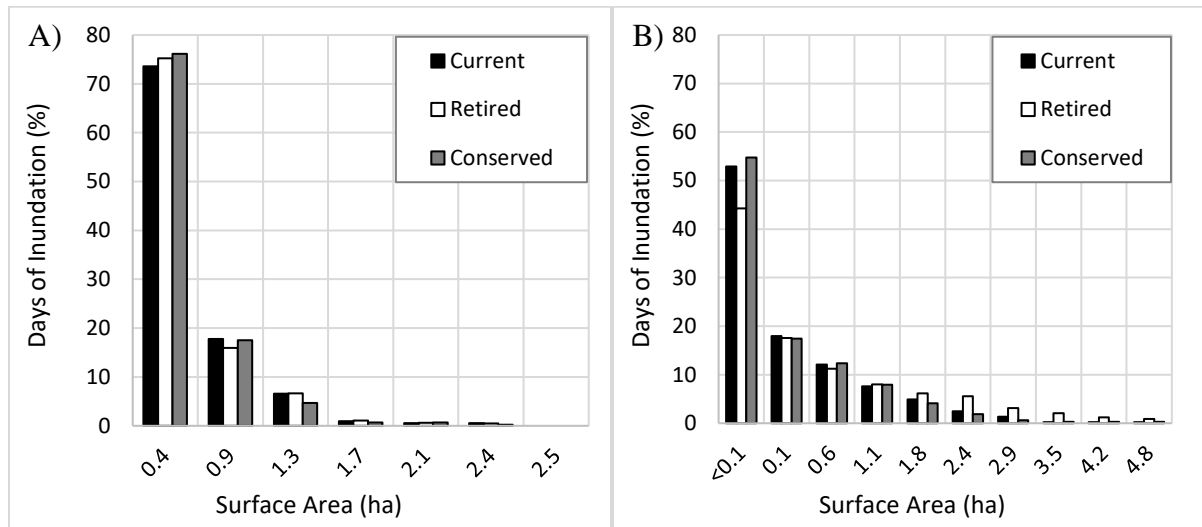 A)
Days of Inundation (%)
80
70
60
50
40
30
20
10
0
Current
Retired
Conserved
0.4 0.9 1.3 1.7 2.1 2.4 2.5
Surface Area (ha)
B)
Days of Inundation (%)
80
70
60
50
40
30
20
10
0
Current
Retired
Conserved
<0.1 0.1 0.6 1.1 1.8 2.4 2.9 3.5 4.2 4.8
Surface Area (ha)